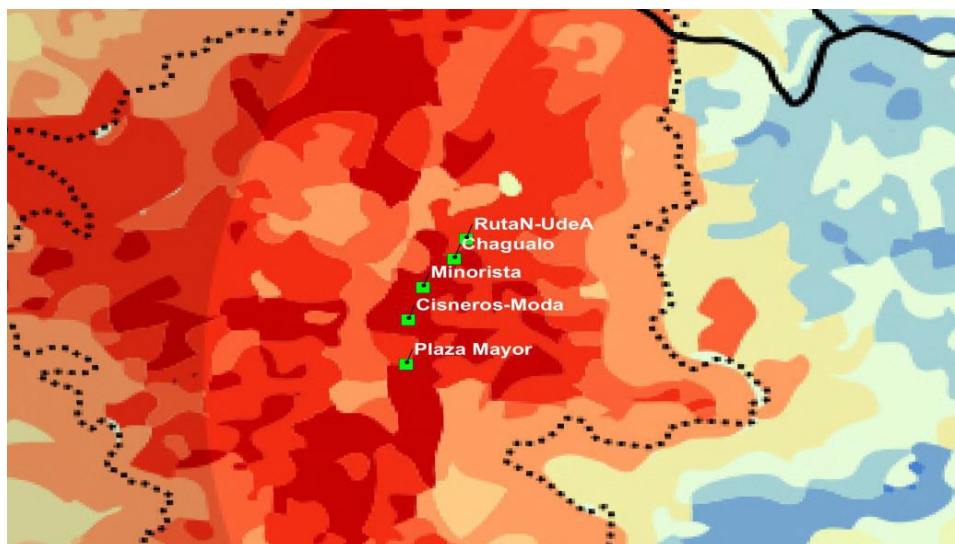 RutaN-UdeA
Chagualo
Minorista
Cisneros-Moda
Plaza Mayor